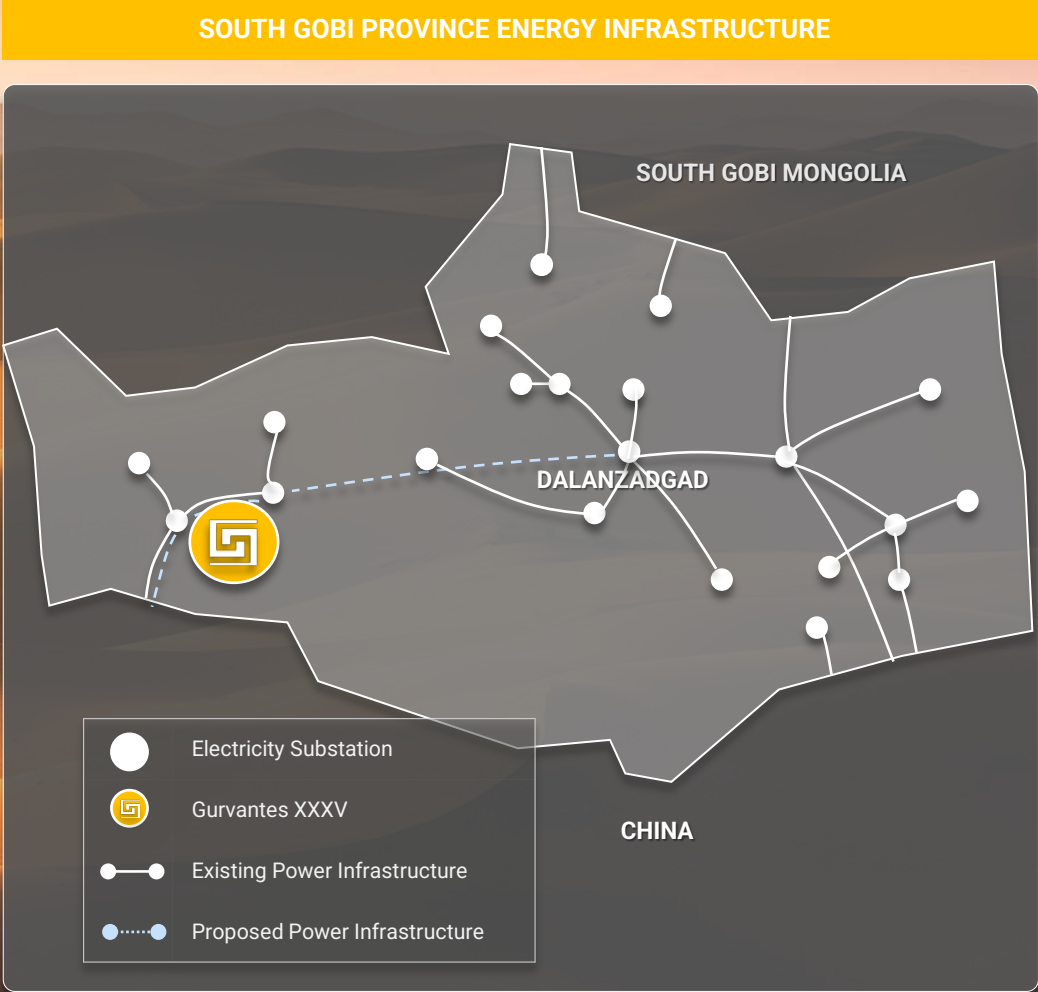 SOUTH GOBI PROVINCE ENERGY INFRASTRUCTURE
SOUTH GOBI MONGOLIA
DALANZADGAD
Electricity Substation
Gurvantes XXXV
Existing Power Infrastructure
Proposed Power Infrastructure
CHINA